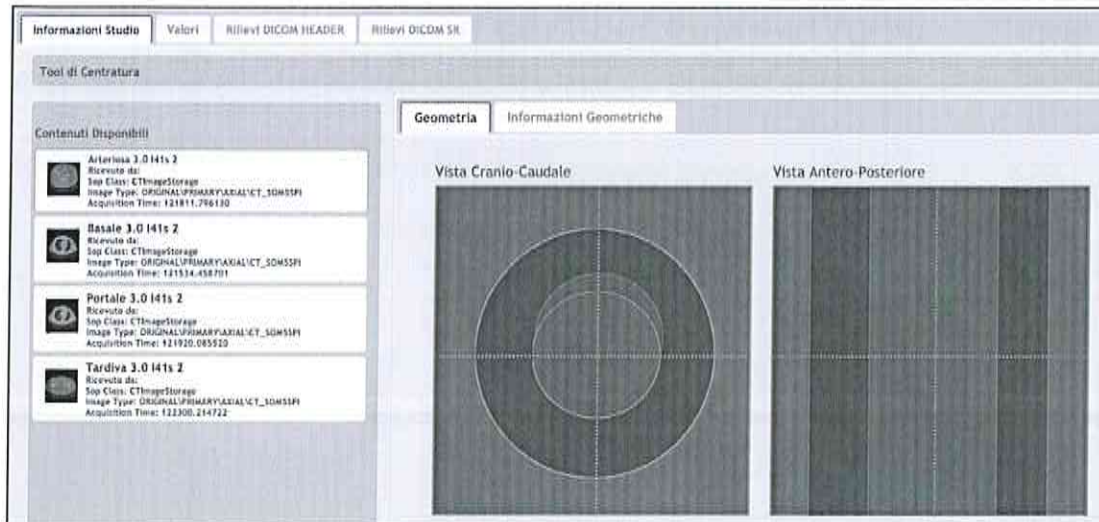 Informazioni Studio
Valori
Rilievi DICOM HEADER
Rilievi DICOM SR
Tool di Centratura
Contenuti Disponibili
Arteriosa 3.0 I41s 2
Ricevuto da:
Sop Class: CTImageStorage
Image Type: ORIGINAL\PRIMARY\AXIAL\CT_SOM5SPI
Acquisition Time: 121811.796130
Basale 3.0 I41s 2
Ricevuto da:
Sop Class: CTImageStorage
Image Type: ORIGINAL\PRIMARY\AXIAL\CT_SOM5SPI
Acquisition Time: 121534.458701
Portale 3.0 I41s 2
Ricevuto da:
Sop Class: CTImageStorage
Image Type: ORIGINAL\PRIMARY\AXIAL\CT_SOM5SPI
Acquisition Time: 121920.085520
Tardiva 3.0 I41s 2
Ricevuto da:
Sop Class: CTImageStorage
Image Type: ORIGINAL\PRIMARY\AXIAL\CT_SOM5SPI
Acquisition Time: 122300.214722
Geometria
Informazioni Geometriche
Vista Cranio-Caudale
Vista Antero-Posteriore